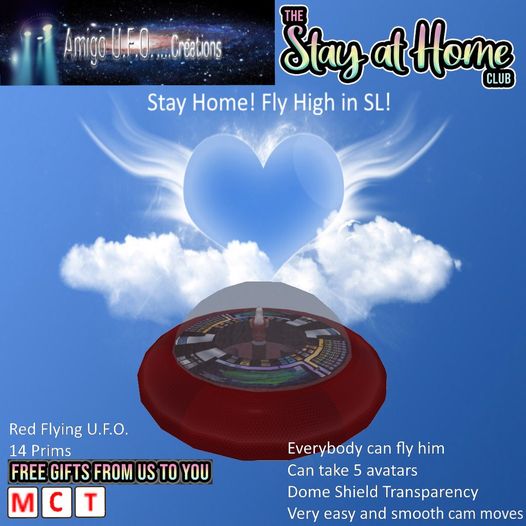 Amigo U.F.O.....Creations
THE
Stay at Home
CLUB
Stay Home! Fly High in SL!
Red Flying U.F.O.
14 Prims
FREE GIFTS FROM US TO YOU
M C T
Everybody can fly him
Can take 5 avatars
Dome Shield Transparency
Very easy and smooth cam moves